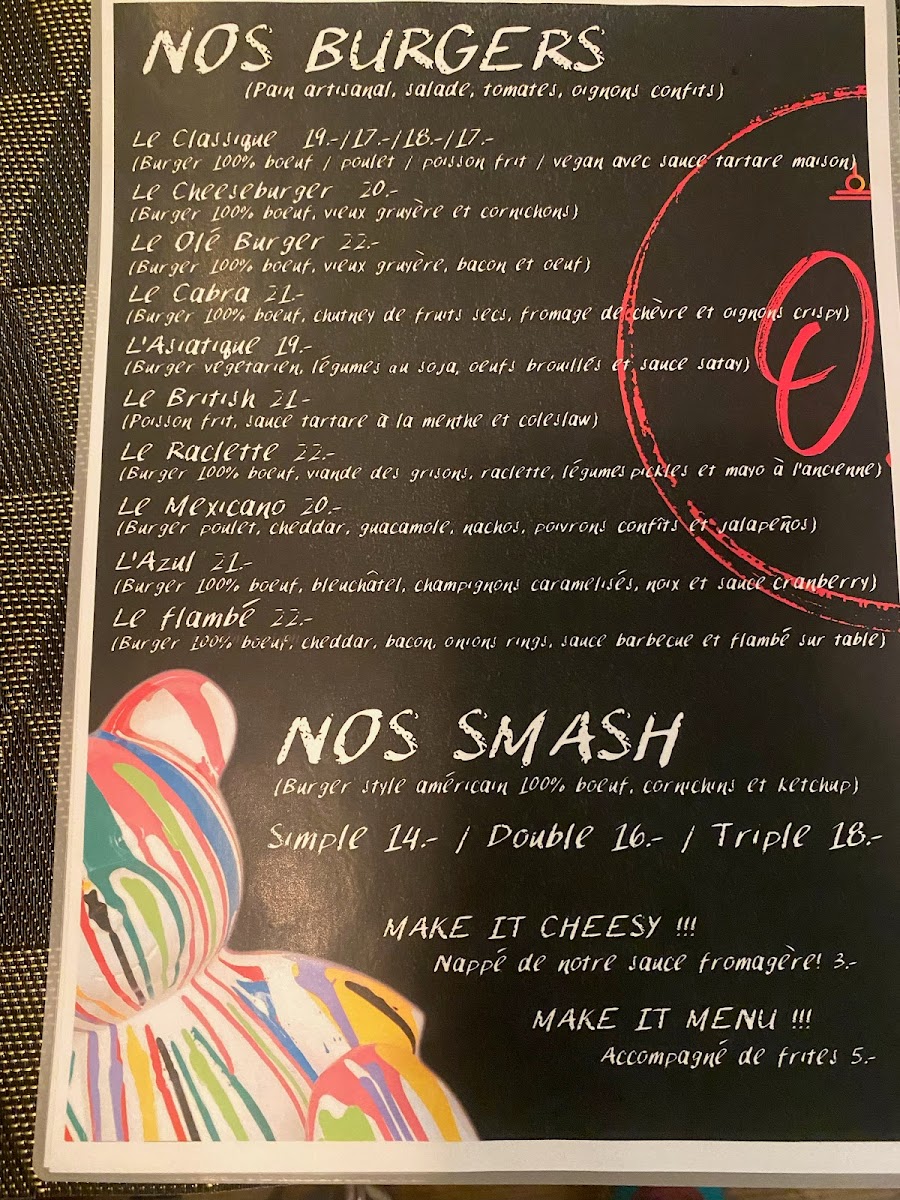 NOS BURGERS
(Pain artisanal, salade, tomates, oignons confits)
Le Classique 19.-/17.-/18.-/17.-
(Burger 100% boeuf / poulet / poisson frit / vegan avec sauce tartare maison)
Le Cheeseburger 20.-
(Burger 100% boeuf, vieux gruyère et cornichons)
Le Olé Burger 22.-
(Burger 100% boeuf, vieux gruyère, bacon et oeuf)
Le Cabra 21.-
(Burger 100% boeuf, chutney de fruits secs, fromage de chèvre et oignons crispy)
L'Asiatique 19.-
(Burger végétarien, légumes au soja, oeufs brouillés et sauce satay)
Le British 21.-
(Poisson frit, sauce tartare à la menthe et coleslaw)
Le Raclette 22.-
(Burger 100% boeuf, viande des grisons, raclette, légumes pickles et mayo à l'ancienne)
Le Mexicano 20.-
(Burger poulet, cheddar, guacamole, nachos, poivrons confits et jalapeños)
L'Azul 21.-
(Burger 100% boeuf, bleuchâtel, champignons caramelisés, noix et sauce cranberry)
Le flambé 22.-
(Burger 100% boeuf, cheddar, bacon, onions rings, sauce barbecue et flambé sur table)
NOS SMASH
(Burger style américain 100% boeuf, cornichins et ketchup)
Simple 14.- / Double 16.- / Triple 18.-
MAKE IT CHEESY !!!
Nappé de notre sauce fromagère! 3.-
MAKE IT MENU !!!
Accompagné de frites 5.-